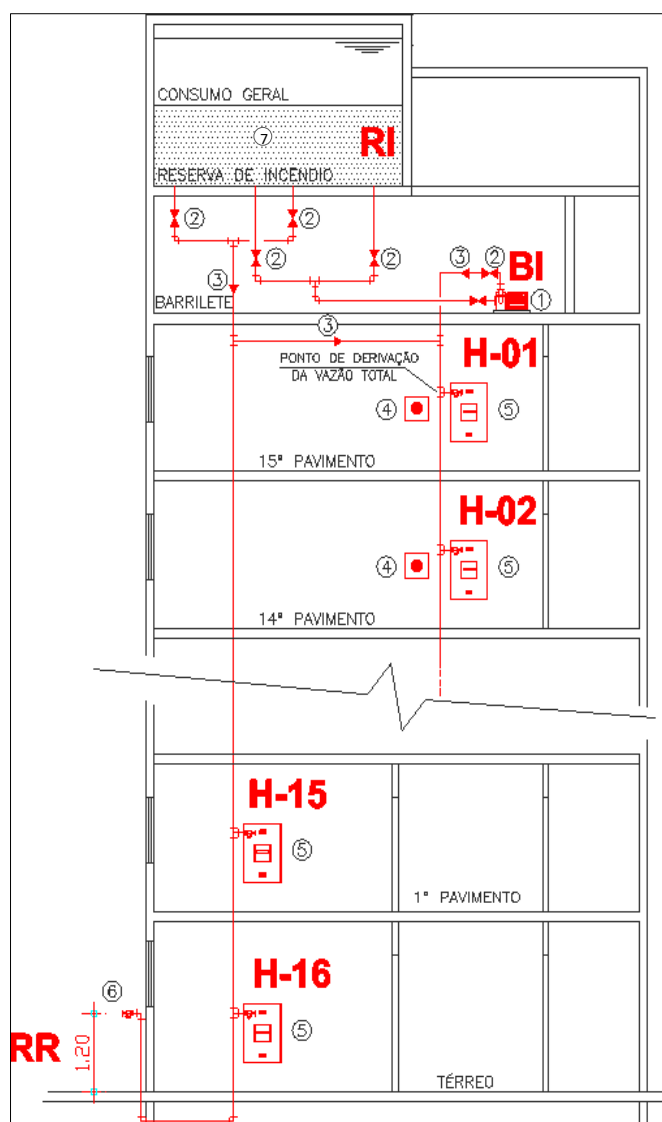 CONSUMO GERAL
7
RI
RESERVA DE INCENDIO
2
2
2
2
3
3
2
BI
1
BARRILETE
3
PONTO DE DERIVAÇÃO
DA VAZÃO TOTAL
H-01
4
5
15º PAVIMENTO
H-02
4
5
14º PAVIMENTO
H-15
5
1º PAVIMENTO
6
H-16
5
RR
1.20
TÉRREO